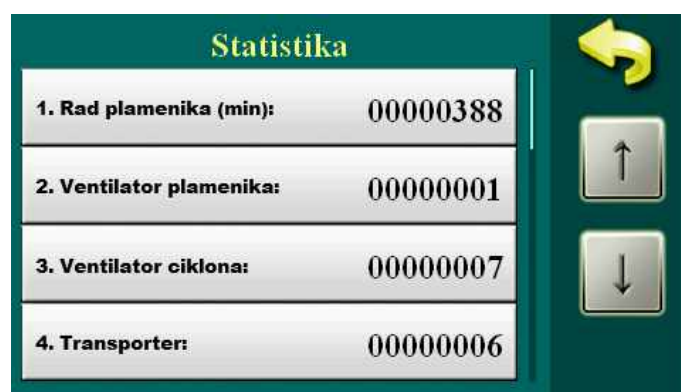 Statistika
1. Rad plamenika (min): 00000388
2. Ventilator plamenika: 00000001
3. Ventilator ciklona: 00000007
4. Transporter: 00000006